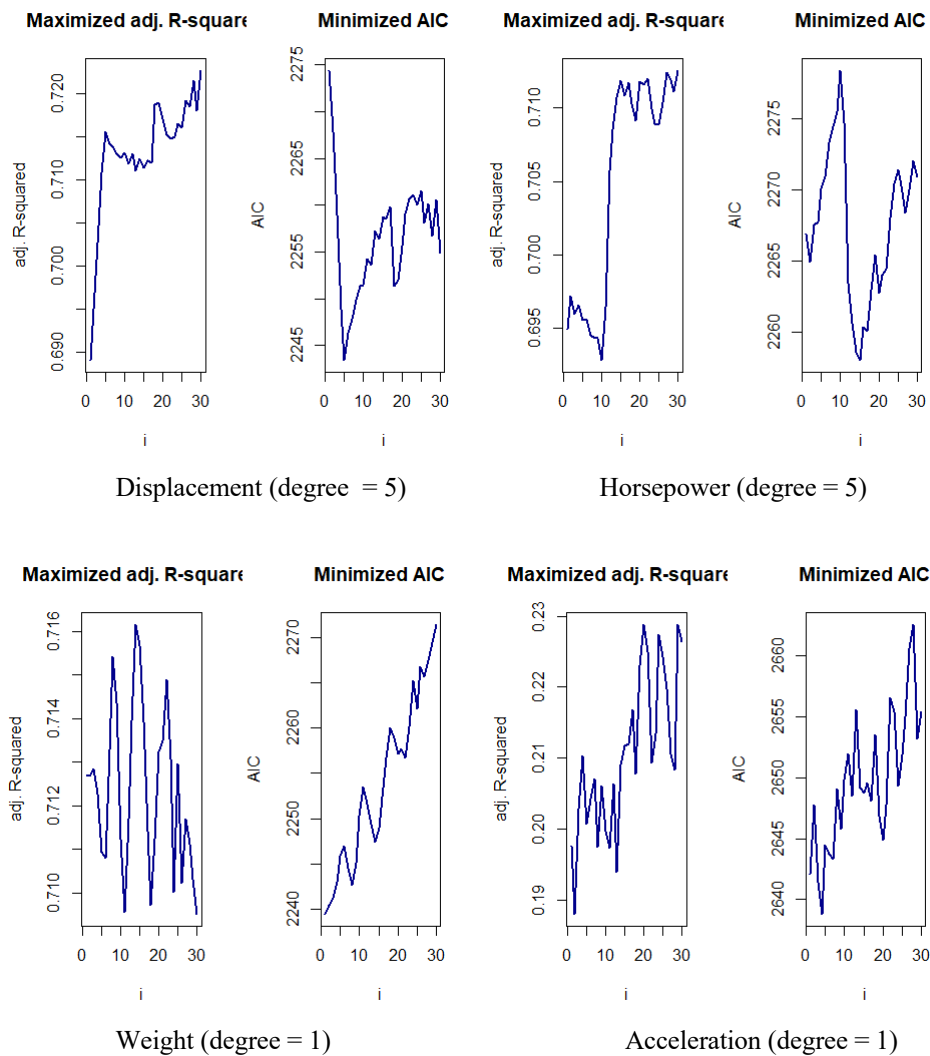 Maximized adj. R-square
Minimized AIC
Maximized adj. R-square
Minimized AIC
adj. R-squared
0.690
0.700
0.710
0.720
0
10
20
30
i
AIC
2245
2255
2265
2275
0
10
20
30
i
adj. R-squared
0.695
0.700
0.705
0.710
0
10
20
30
i
AIC
2260
2265
2270
2275
0
10
20
30
i
Displacement (degree = 5)
Horsepower (degree = 5)
Maximized adj. R-square
Minimized AIC
Maximized adj. R-square
Minimized AIC
adj. R-squared
0.710
0.712
0.714
0.716
0
10
20
30
i
AIC
2240
2250
2260
2270
0
10
20
30
i
adj. R-squared
0.19
0.20
0.21
0.22
0.23
0
10
20
30
i
AIC
2640
2645
2650
2655
2660
0
10
20
30
i
Weight (degree = 1)
Acceleration (degree = 1)